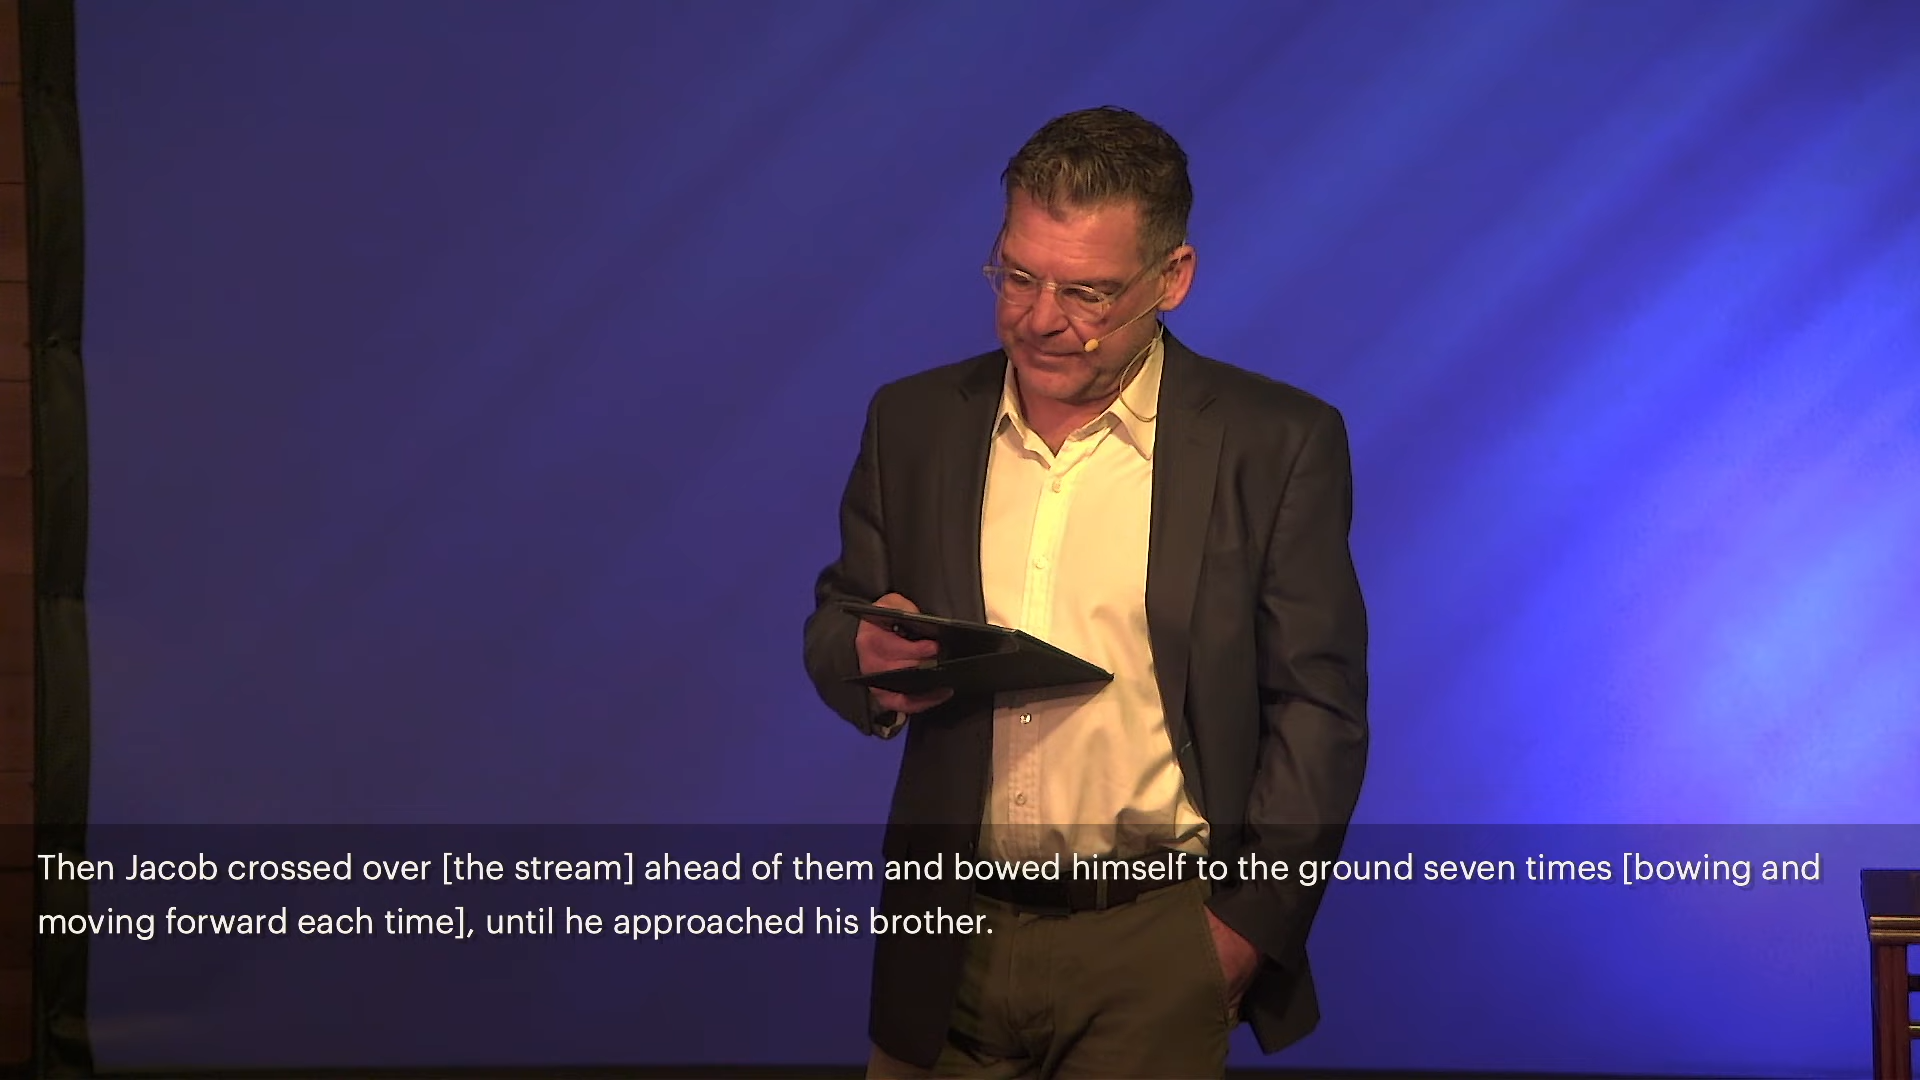 Then Jacob crossed over [the stream] ahead of them and bowed himself to the ground seven times [bowing and
moving forward each time], until he approached his brother.